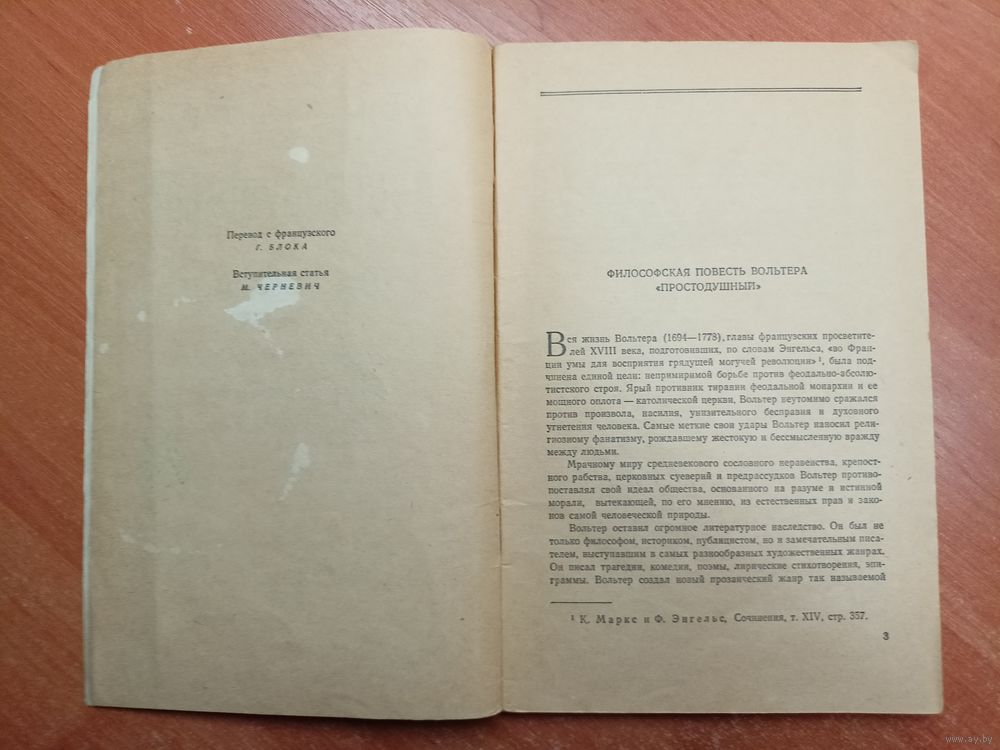 Перевод с французского
Г. БЛОКА
Вступительная статья
М. ЧЕРНЕВИЧ
ФИЛОСОФСКАЯ ПОВЕСТЬ ВОЛЬТЕРА
«ПРОСТОДУШНЫЙ»
Вся жизнь Вольтера (1694—1778), главы французских просветите-
лей XVIII века, подготовивших, по словам Энгельса, «во Фран-
ции умы для восприятия грядущей могучей революции»¹, была под-
чинена единой цели: непримиримой борьбе против феодально-абсолю-
тистского строя. Ярый противник тирании феодальной монархии и ее
мощного оплота — католической церкви, Вольтер неутомимо сражался
против произвола, насилия, унизительного бесправия и духовного
угнетения человека. Самые меткие свои удары Вольтер наносил рели-
гиозному фанатизму, рождавшему жестокую и бессмысленную вражду
между людьми.
Мрачному миру средневекового сословного неравенства, крепост-
ного рабства, церковных суеверий и предрассудков Вольтер противо-
поставлял свой идеал общества, основанного на разуме и истинной
морали, вытекающей, по его мнению, из естественных прав и зако-
нов самой человеческой природы.
Вольтер оставил огромное литературное наследство. Он был не
только философом, историком, публицистом, но и замечательным писа-
телем, выступавшим в самых разнообразных художественных жанрах.
Он писал трагедии, комедии, поэмы, лирические стихотворения, эпи-
граммы. Вольтер создал новый прозаический жанр так называемой
¹ К. Маркс и Ф. Энгельс, Сочинения, т. XIV, стр. 357.
3
www.ay.by